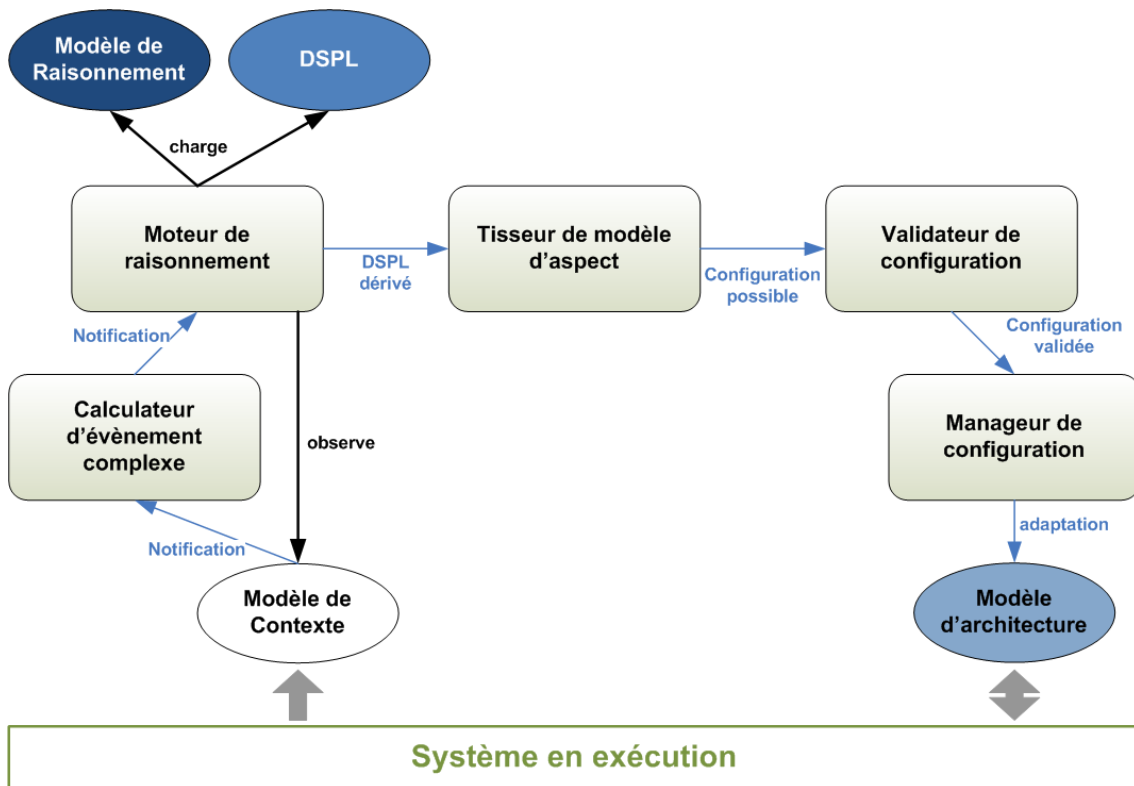 Modèle de
Raisonnement
DSPL
charge
Moteur de
raisonnement
DSPL
dérivé
Tisseur de modèle
d'aspect
Configuration
possible
Validateur de
configuration
Notification
Configuration
validée
Calculateur
d'évènement
complexe
observe
Manageur de
configuration
Notification
adaptation
Modèle de
Contexte
Modèle
d'architecture
Système en exécution